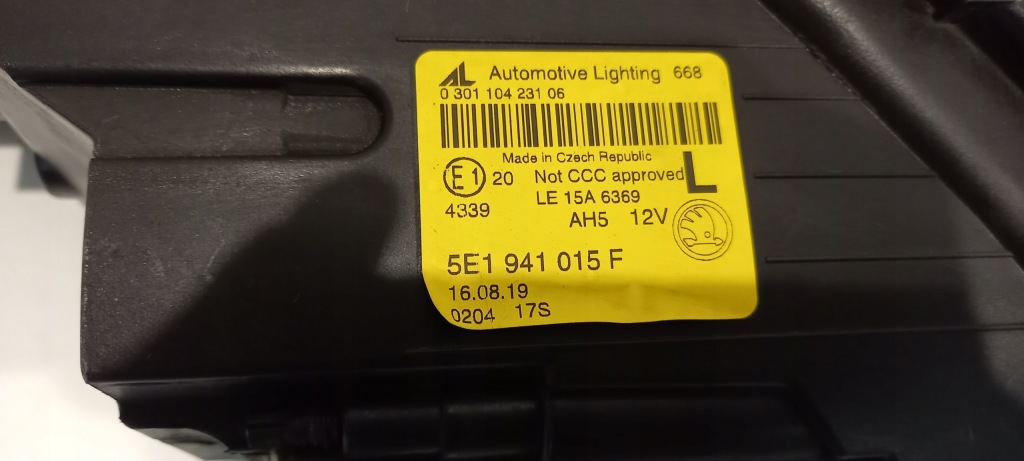 AL Automotive Lighting 668
0 301 104 231 06
Made in Czech Republic
E1 20 Not CCC approved L
4339 LE 15A 6369
AH5 12V
5E1 941 015 F
16.08.19
0204 17S